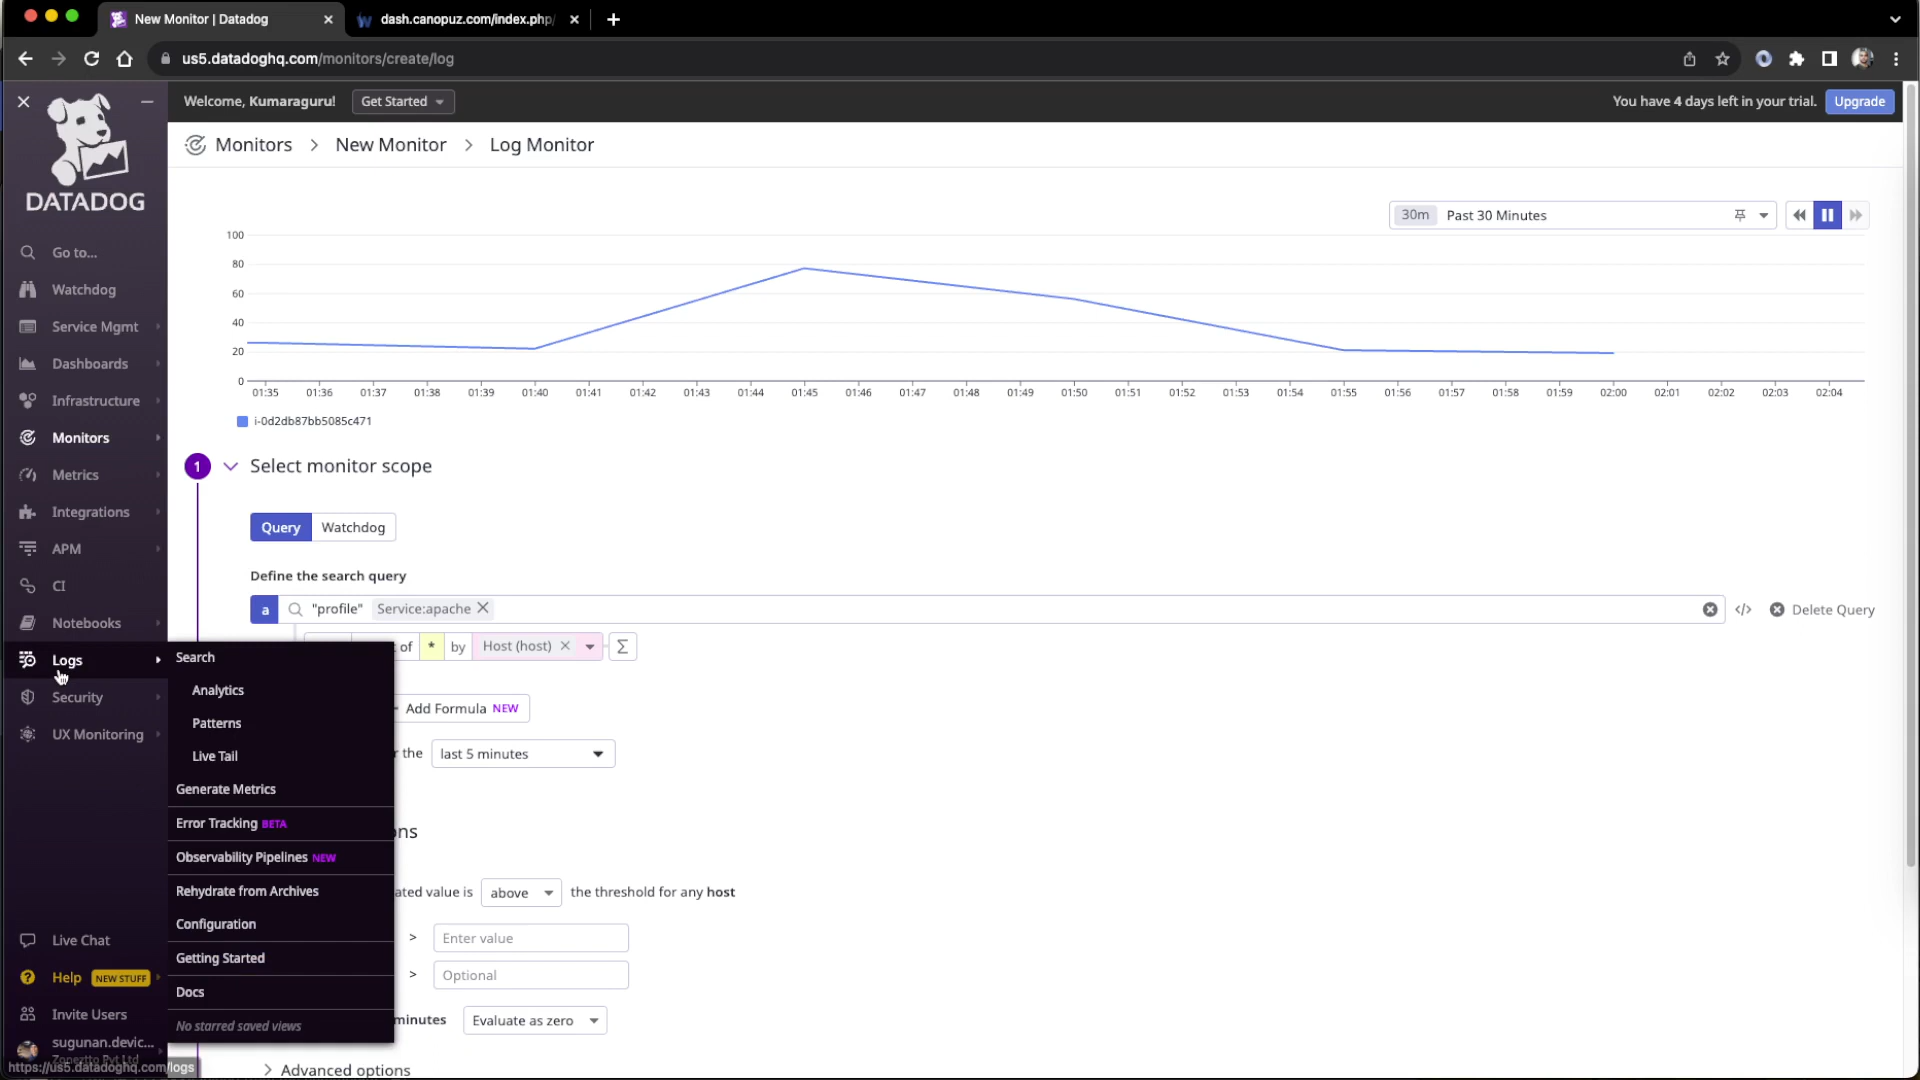 New Monitor | Datadog
dash.canopuz.com/index.php/
us5.datadoghq.com/monitors/create/log
DATADOG
Go to...
Watchdog
Service Mgmt
Dashboards
Infrastructure
Monitors
Metrics
Integrations
APM
CI
Notebooks
Logs
Security
UX Monitoring
Live Chat
Help NEW STUFF
Invite Users
sugunan.devic...
Zoneztto Pvt Ltd
https://us5.datadoghq.com/logs
Welcome, Kumaraguru! Get Started
You have 4 days left in your trial. Upgrade
Monitors > New Monitor > Log Monitor
30m Past 30 Minutes
100
80
60
40
20
0
01:35 01:36 01:37 01:38 01:39 01:40 01:41 01:42 01:43 01:44 01:45 01:46 01:47 01:48 01:49 01:50 01:51 01:52 01:53 01:54 01:55 01:56 01:57 01:58 01:59 02:00 02:01 02:02 02:03 02:04
i-0d2db87bb5085c471
1 Select monitor scope
Query Watchdog
Define the search query
a "profile" Service:apache </> Delete Query
of * by Host (host) Σ
Add Formula NEW
the last 5 minutes
Search
Analytics
Patterns
Live Tail
Generate Metrics
Error Tracking BETA
Observability Pipelines NEW
Rehydrate from Archives
Configuration
Getting Started
Docs
No starred saved views
ons
ated value is above the threshold for any host
> Enter value
> Optional
minutes Evaluate as zero
Advanced options